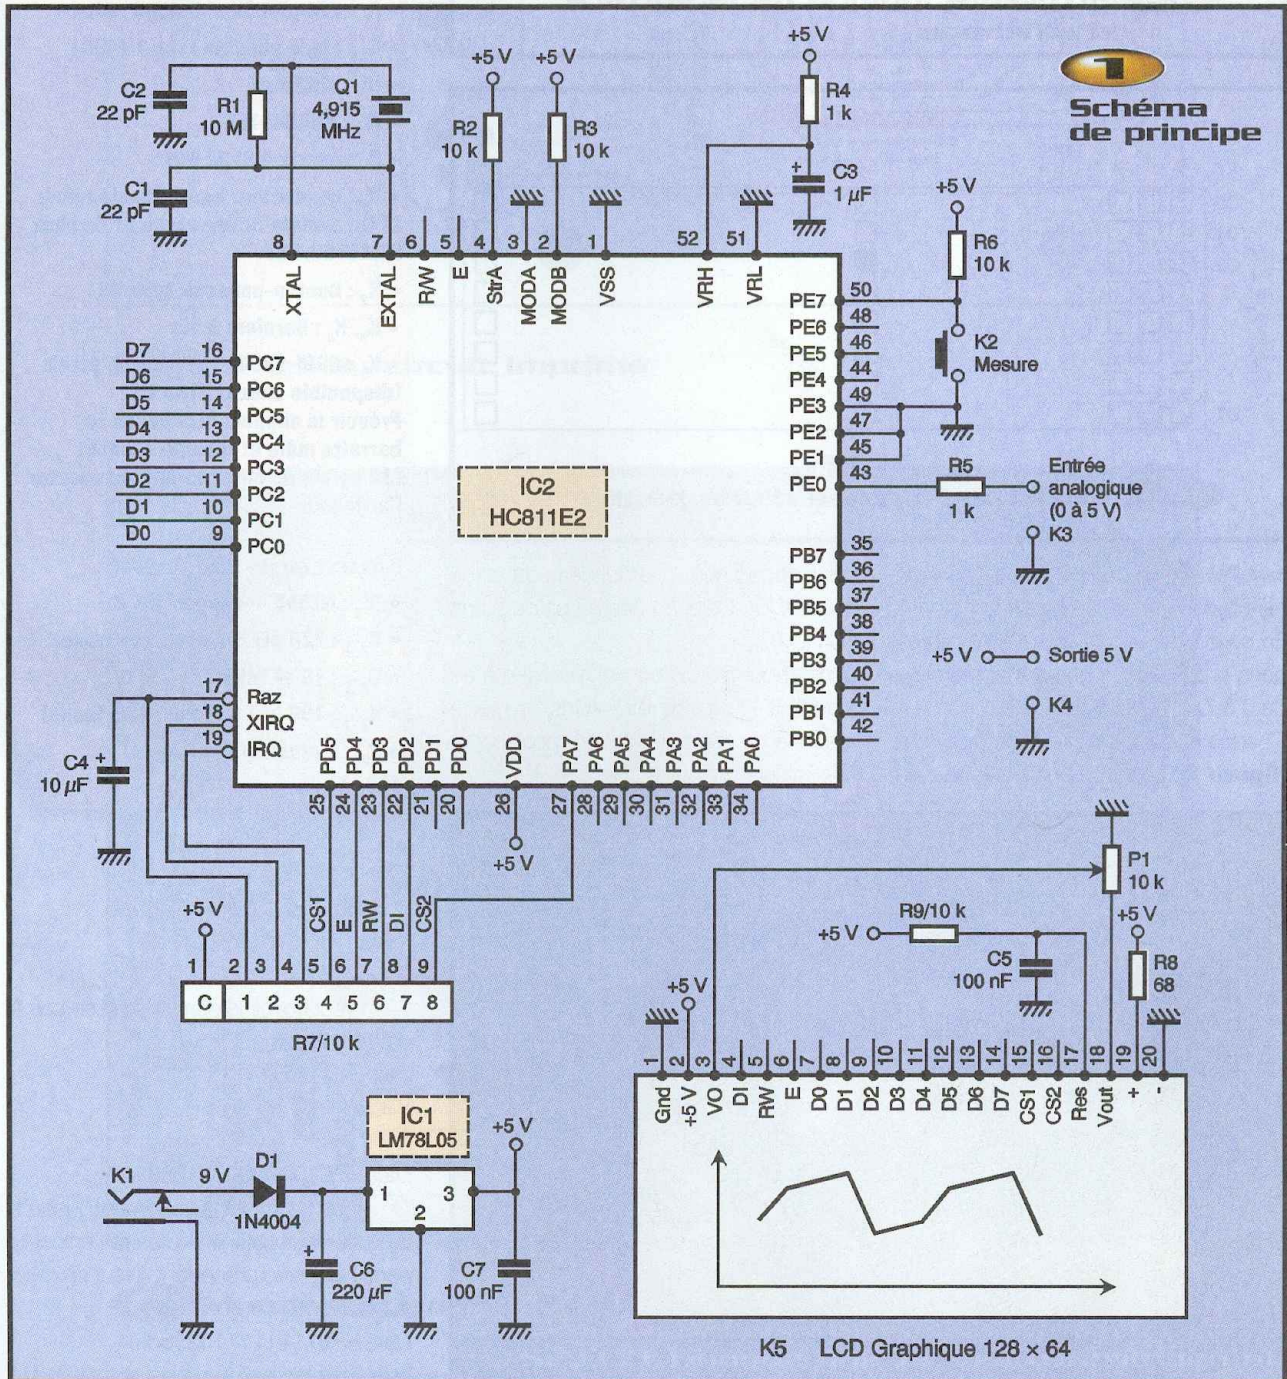 1
Schéma
de principe
C2
22 pF
R1
10 M
Q1
4,915
MHz
C1
22 pF
+5 V
R2
10 k
+5 V
R3
10 k
+5 V
R4
1 k
+
C3
1 µF
+5 V
R6
10 k
8
7
6
5
4
3
2
1
52
51
XTAL
EXTAL
R/W
E
StrA
MODA
MODB
VSS
VRH
VRL
D7 16 PC7
D6 15 PC6
D5 14 PC5
D4 13 PC4
D3 12 PC3
D2 11 PC2
D1 10 PC1
D0 9 PC0
PE7 50
PE6 48
PE5 46
PE4 44
PE3 49
PE2 47
PE1 45
PE0 43
K2
Mesure
R5
1 k
Entrée
analogique
(0 à 5 V)
K3
IC2
HC811E2
PB7 35
PB6 36
PB5 37
PB4 38
PB3 39
PB2 40
PB1 41
PB0 42
+5 V
Sortie 5 V
K4
17 Raz
18 XIRQ
19 IRQ
C4
+
10 µF
PD5
PD4
PD3
PD2
PD1
PD0
VDD
PA7
PA6
PA5
PA4
PA3
PA2
PA1
PA0
25
24
23
22
21
20
26
27
28
29
30
31
32
33
34
+5 V
CS1
E
RW
DI
CS2
+5 V
1 2 3 4 5 6 7 8 9
C 1 2 3 4 5 6 7 8
R7/10 k
P1
10 k
R9/10 k
+5 V
C5
100 nF
+5 V
R8
68
+5 V
1 2 3 4 5 6 7 8 9 10 11 12 13 14 15 16 17 18 19 20
Gnd
+5 V
VO
DI
RW
E
D0
D1
D2
D3
D4
D5
D6
D7
CS1
CS2
Res
Vout
+
-
K5 LCD Graphique 128 × 64
K1
9 V
D1
1N4004
IC1
LM78L05
1 3
2
+5 V
+
C6
220 µF
C7
100 nF